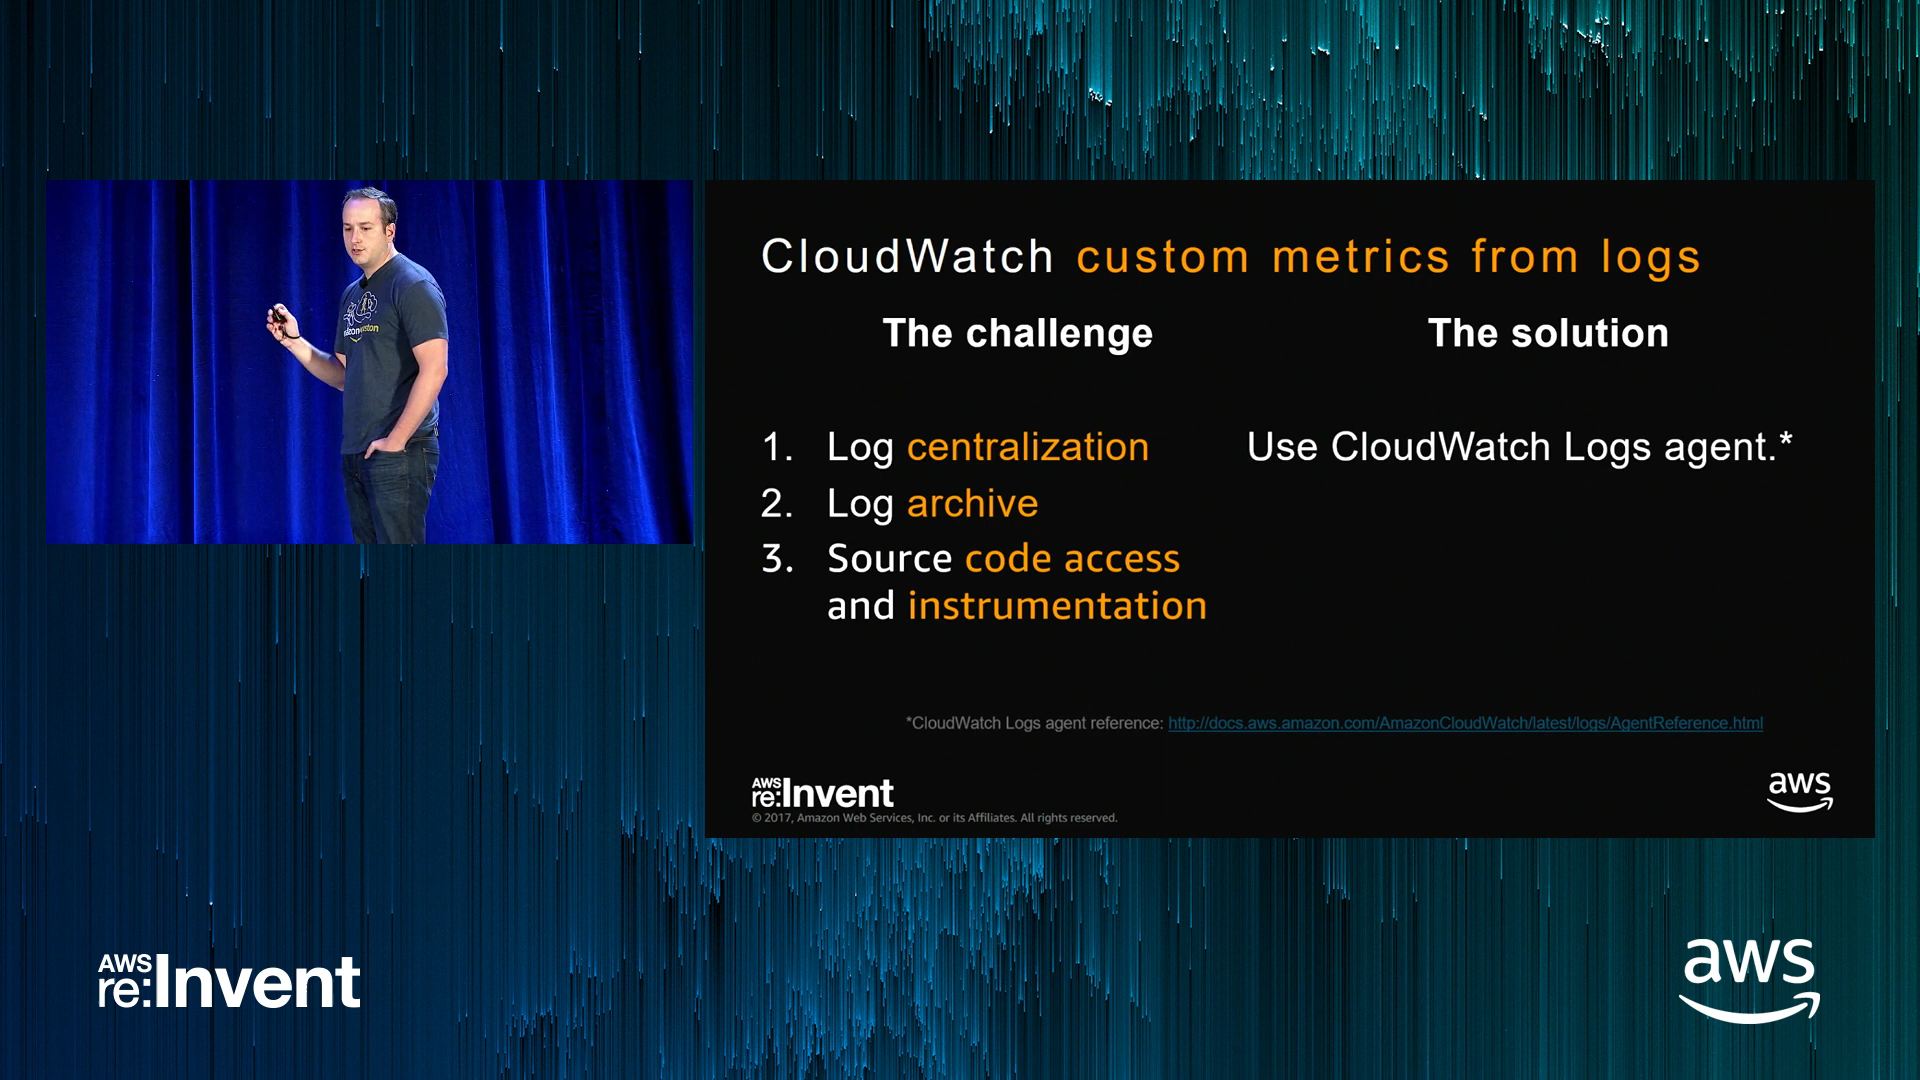 CloudWatch custom metrics from logs
The challenge
The solution
1. Log centralization
Use CloudWatch Logs agent.*
2. Log archive
3. Source code access
and instrumentation
*CloudWatch Logs agent reference: http://docs.aws.amazon.com/AmazonCloudWatch/latest/logs/AgentReference.html
AWS
re:Invent
aws
© 2017, Amazon Web Services, Inc. or its Affiliates. All rights reserved.
AWS
re:Invent
aws